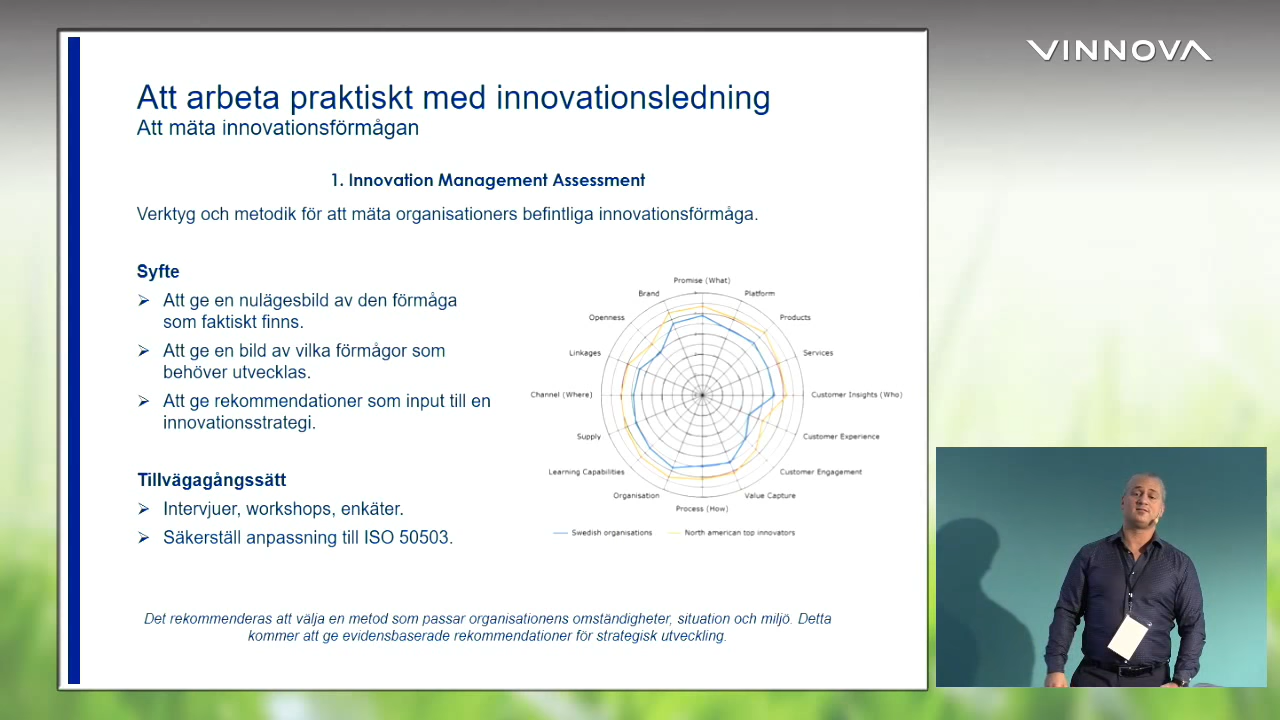 VINNOVA
Att arbeta praktiskt med innovationsledning
Att mäta innovationsförmågan
1. Innovation Management Assessment
Verktyg och metodik för att mäta organisationers befintliga innovationsförmåga.
Syfte
Att ge en nulägesbild av den förmåga
som faktiskt finns.
Att ge en bild av vilka förmågor som
behöver utvecklas.
Att ge rekommendationer som input till en
innovationsstrategi.
Tillvägagångssätt
Intervjuer, workshops, enkäter.
Säkerställ anpassning till ISO 50503.
Promise (What)
Platform
Products
Services
Customer Insights (Who)
Customer Experience
Customer Engagement
Value Capture
Process (How)
Organisation
Learning Capabilities
Supply
Channel (Where)
Linkages
Openness
Brand
Swedish organisations
North american top innovators
Det rekommenderas att välja en metod som passar organisationens omständigheter, situation och miljö. Detta
kommer att ge evidensbaserade rekommendationer för strategisk utveckling.